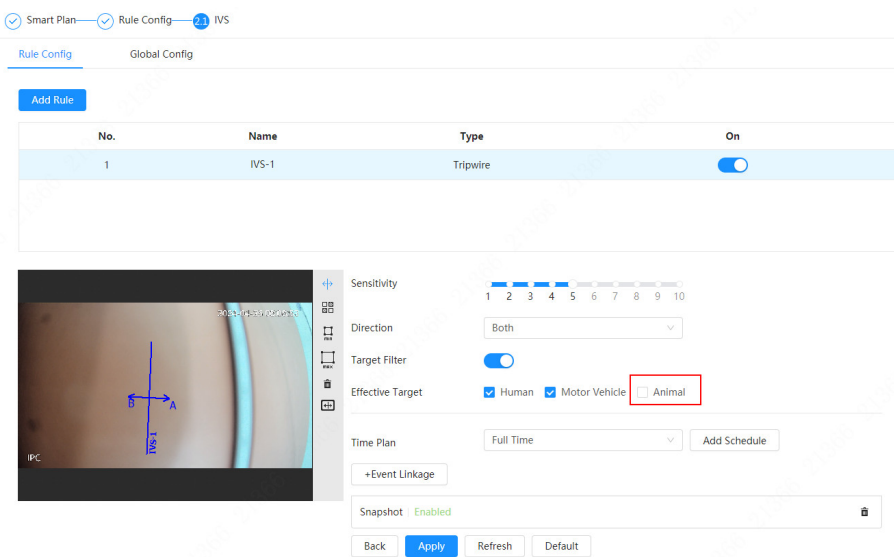 Smart Plan Rule Config 2.1 IVS
Rule Config Global Config
Add Rule
No. Name Type On
1 IVS-1 Tripwire
Sensitivity
1 2 3 4 5 6 7 8 9 10
Direction Both
min
Target Filter
max
Effective Target Human Motor Vehicle Animal
B A
IVS-1
IPC
Time Plan Full Time Add Schedule
+Event Linkage
Snapshot Enabled
Back Apply Refresh Default